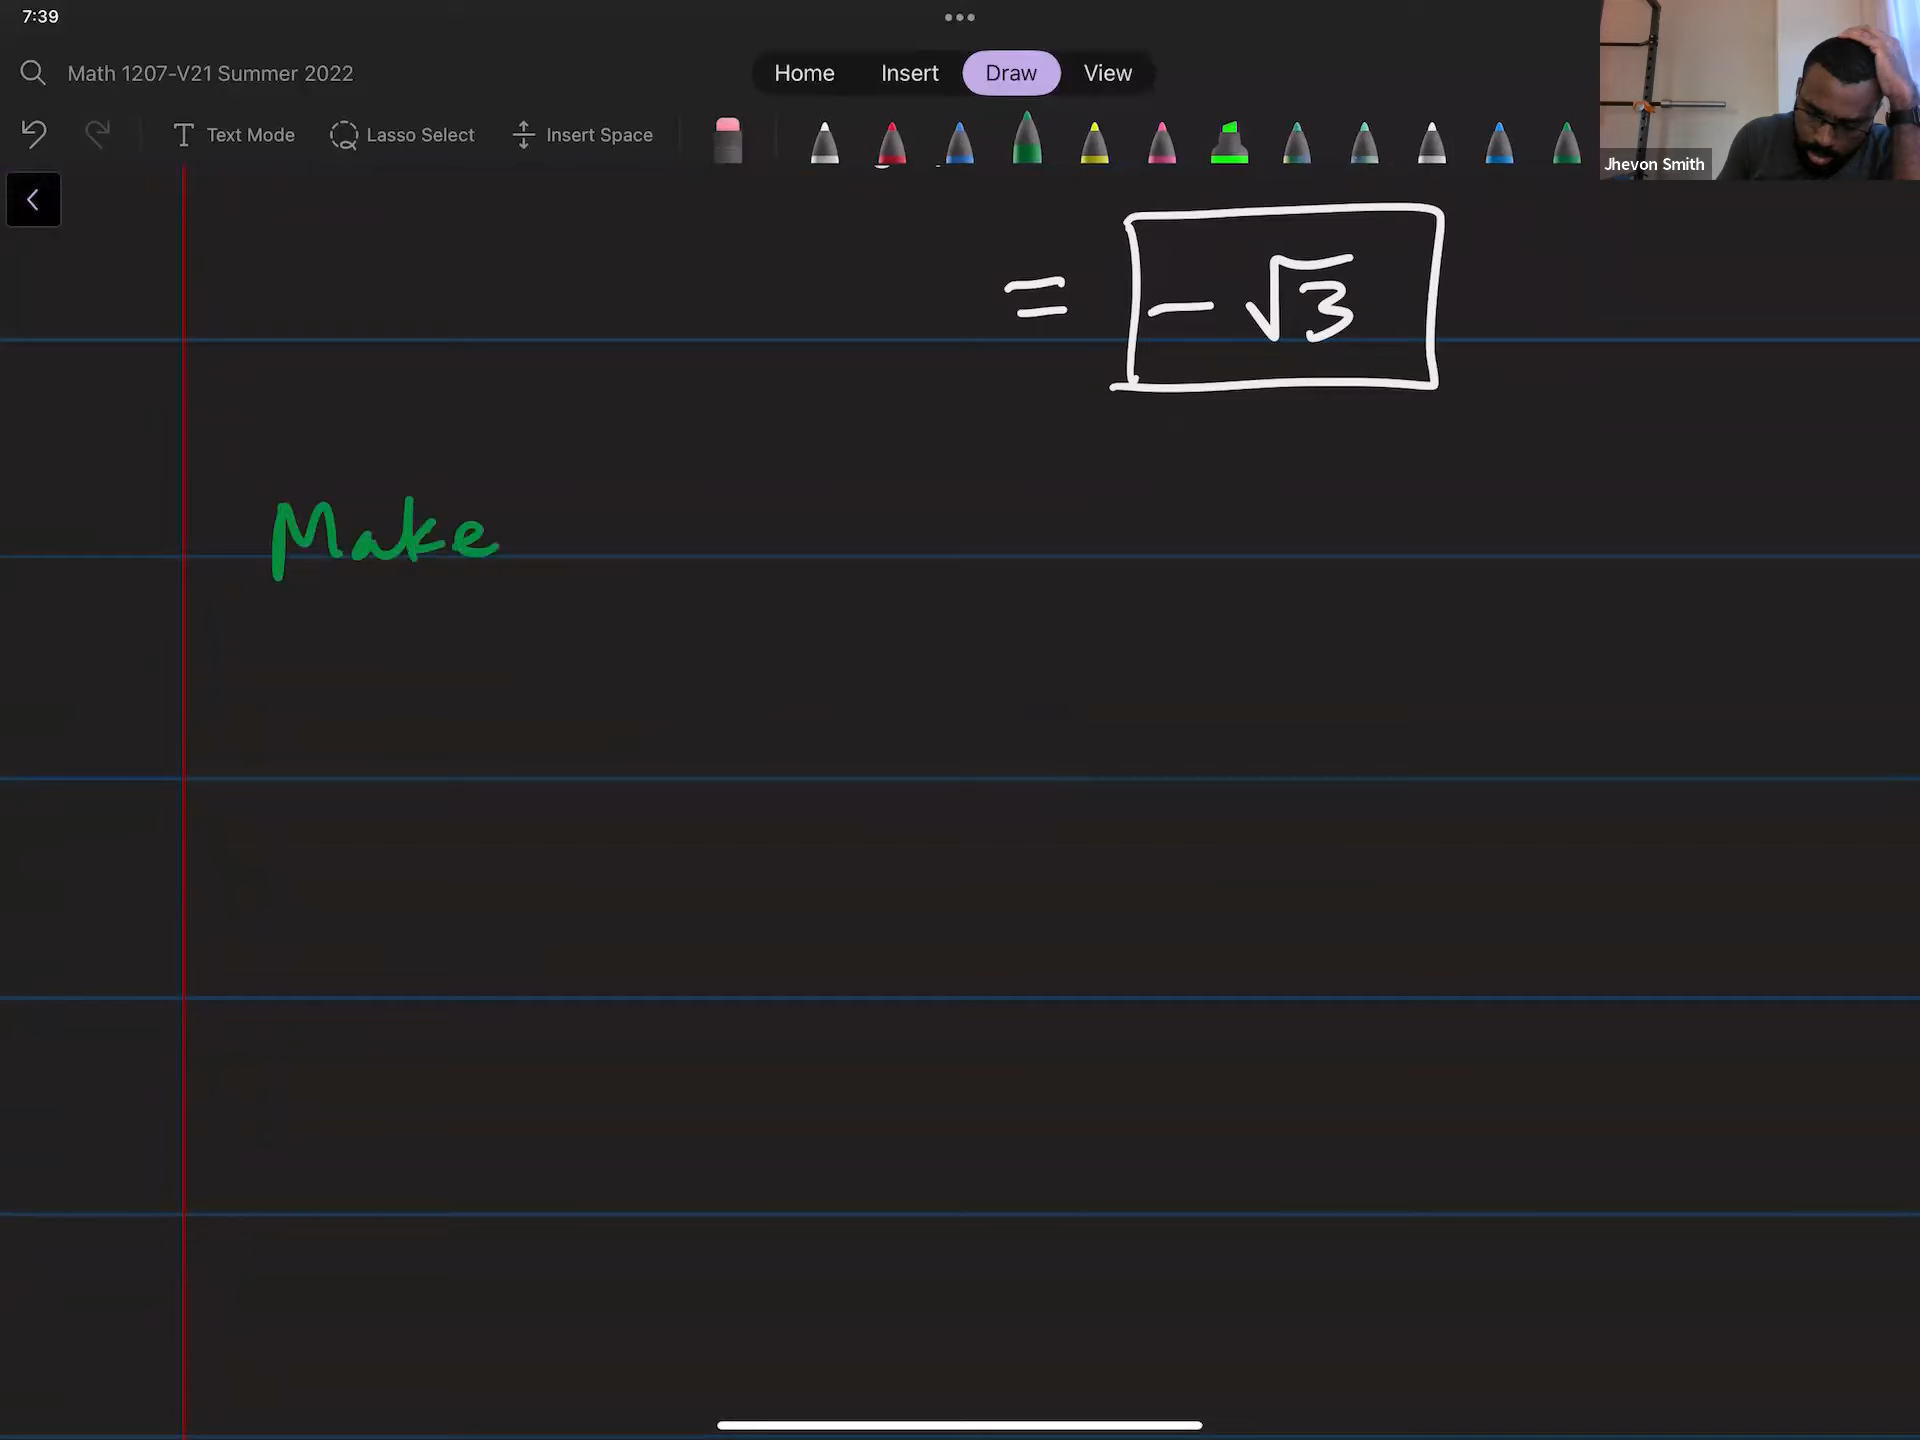 7:39
Math 1207-V21 Summer 2022
Home Insert Draw View
Text Mode Lasso Select Insert Space
Jhevon Smith
= - √3
Make